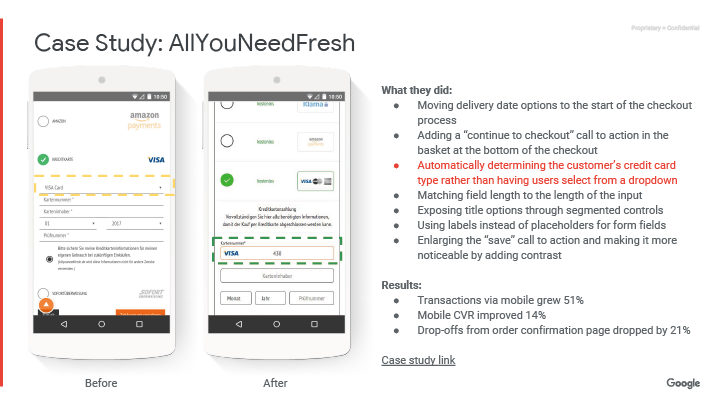 Proprietary + Confidential
Case Study: AllYouNeedFresh
10:50
AMAZON
amazon
payments
KREDITKARTE
VISA
VISA Card
Kartennummer *
Karteninhaber *
01
2017
Prüfnummer *
Bitte sichern Sie meine Kreditkarteninformationen für meinen
eigenen Gebrauch bei zukünftigen Einkäufen.
SOFORTÜBERWEISUNG
SOFORT
Before
10:50
kostenlos
Klarna
kostenlos
amazon
payments
kostenlos
VISA
Kreditkartenzahlung
Vervollständigen Sie hier alle benötigten Informationen,
damit der Kauf per Kreditkarte abgeschlossen werden kann.
Kartennummer*
VISA
430
Karteninhaber
Monat
Jahr
Prüfnummer
After
What they did:
● Moving delivery date options to the start of the checkout
process
● Adding a “continue to checkout” call to action in the
basket at the bottom of the checkout
● Automatically determining the customer’s credit card
type rather than having users select from a dropdown
● Matching field length to the length of the input
● Exposing title options through segmented controls
● Using labels instead of placeholders for form fields
● Enlarging the “save” call to action and making it more
noticeable by adding contrast
Results:
● Transactions via mobile grew 51%
● Mobile CVR improved 14%
● Drop-offs from order confirmation page dropped by 21%
Case study link
Google